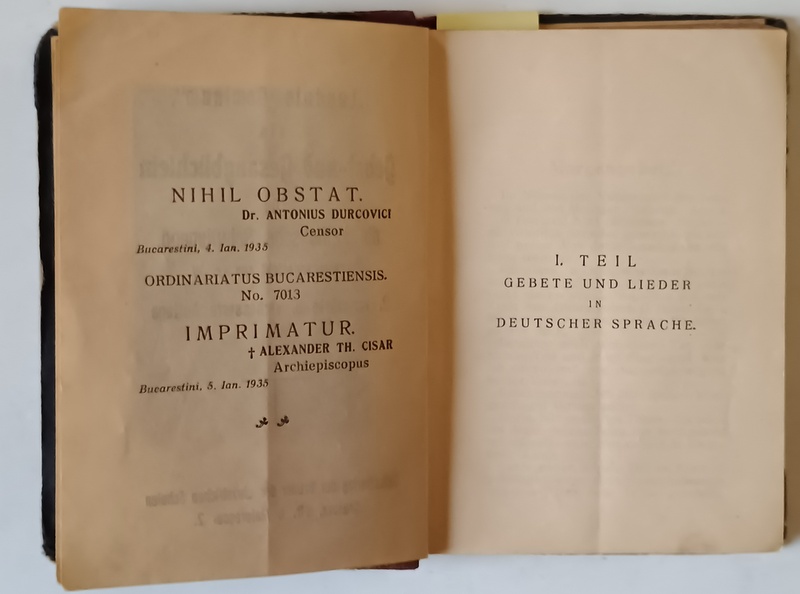 NIHIL OBSTAT.
Dr. ANTONIUS DURCOVICI
Censor
Bucarestini, 4. Ian. 1935
ORDINARIATUS BUCARESTIENSIS.
No. 7013
IMPRIMATUR.
† ALEXANDER TH. CISAR
Archiepiscopus
Bucarestini, 5. Ian. 1935
I. TEIL
GEBETE UND LIEDER
IN
DEUTSCHER SPRACHE.